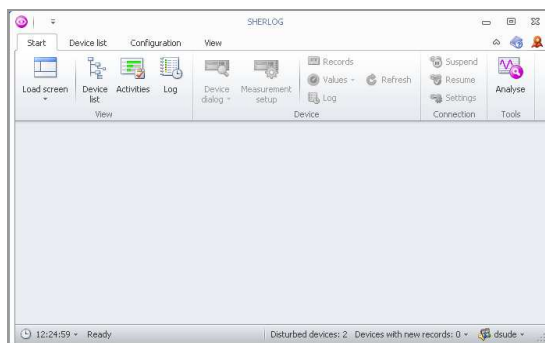 SHERLOG
Start Device list Configuration View
Load screen
Device list
Activities
Log
View
Device dialog
Measurement setup
Records
Values
Log
Refresh
Device
Suspend
Resume
Settings
Connection
Analyse
Tools
12:24:59 Ready Disturbed devices: 2 Devices with new records: 0 dsude